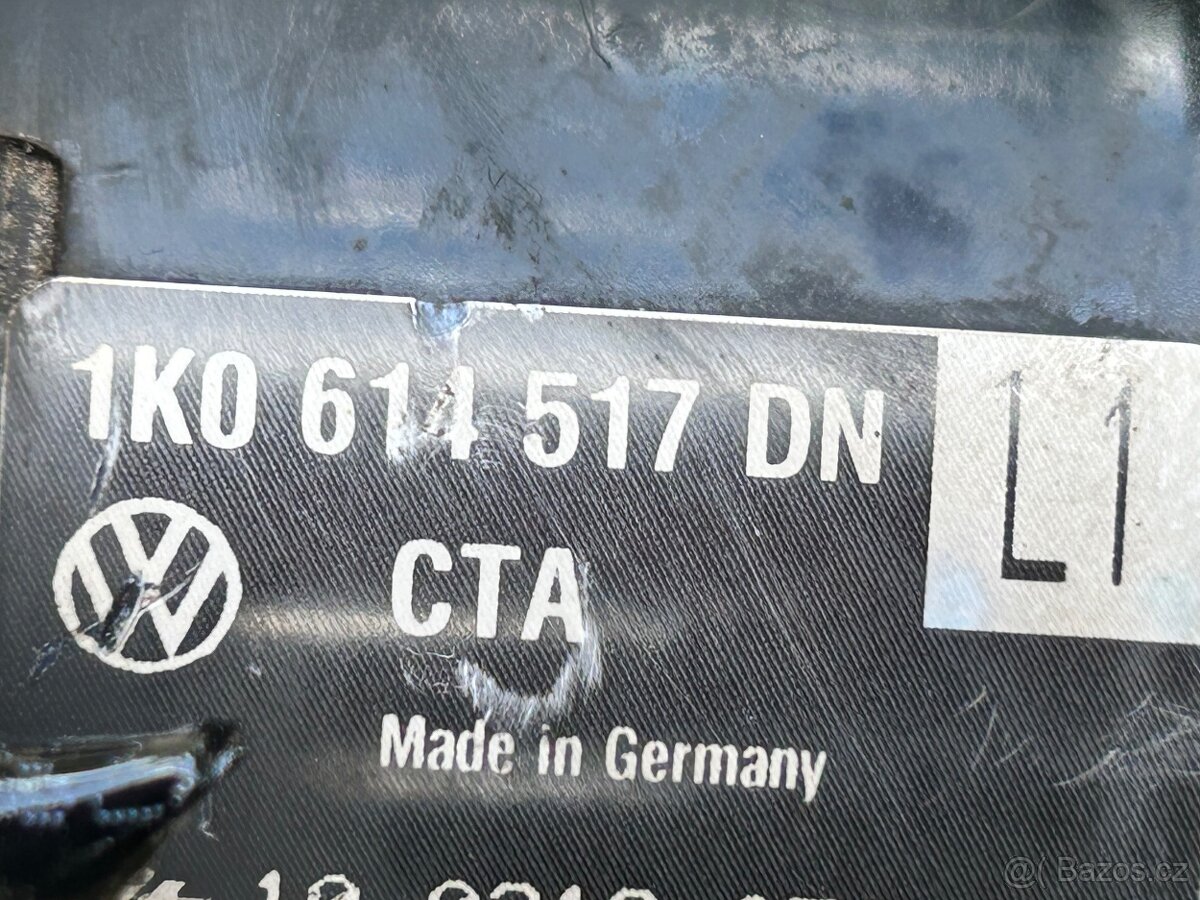 1K0 614 517 DN
L1
CTA
Made in Germany
@( Bazos.cz